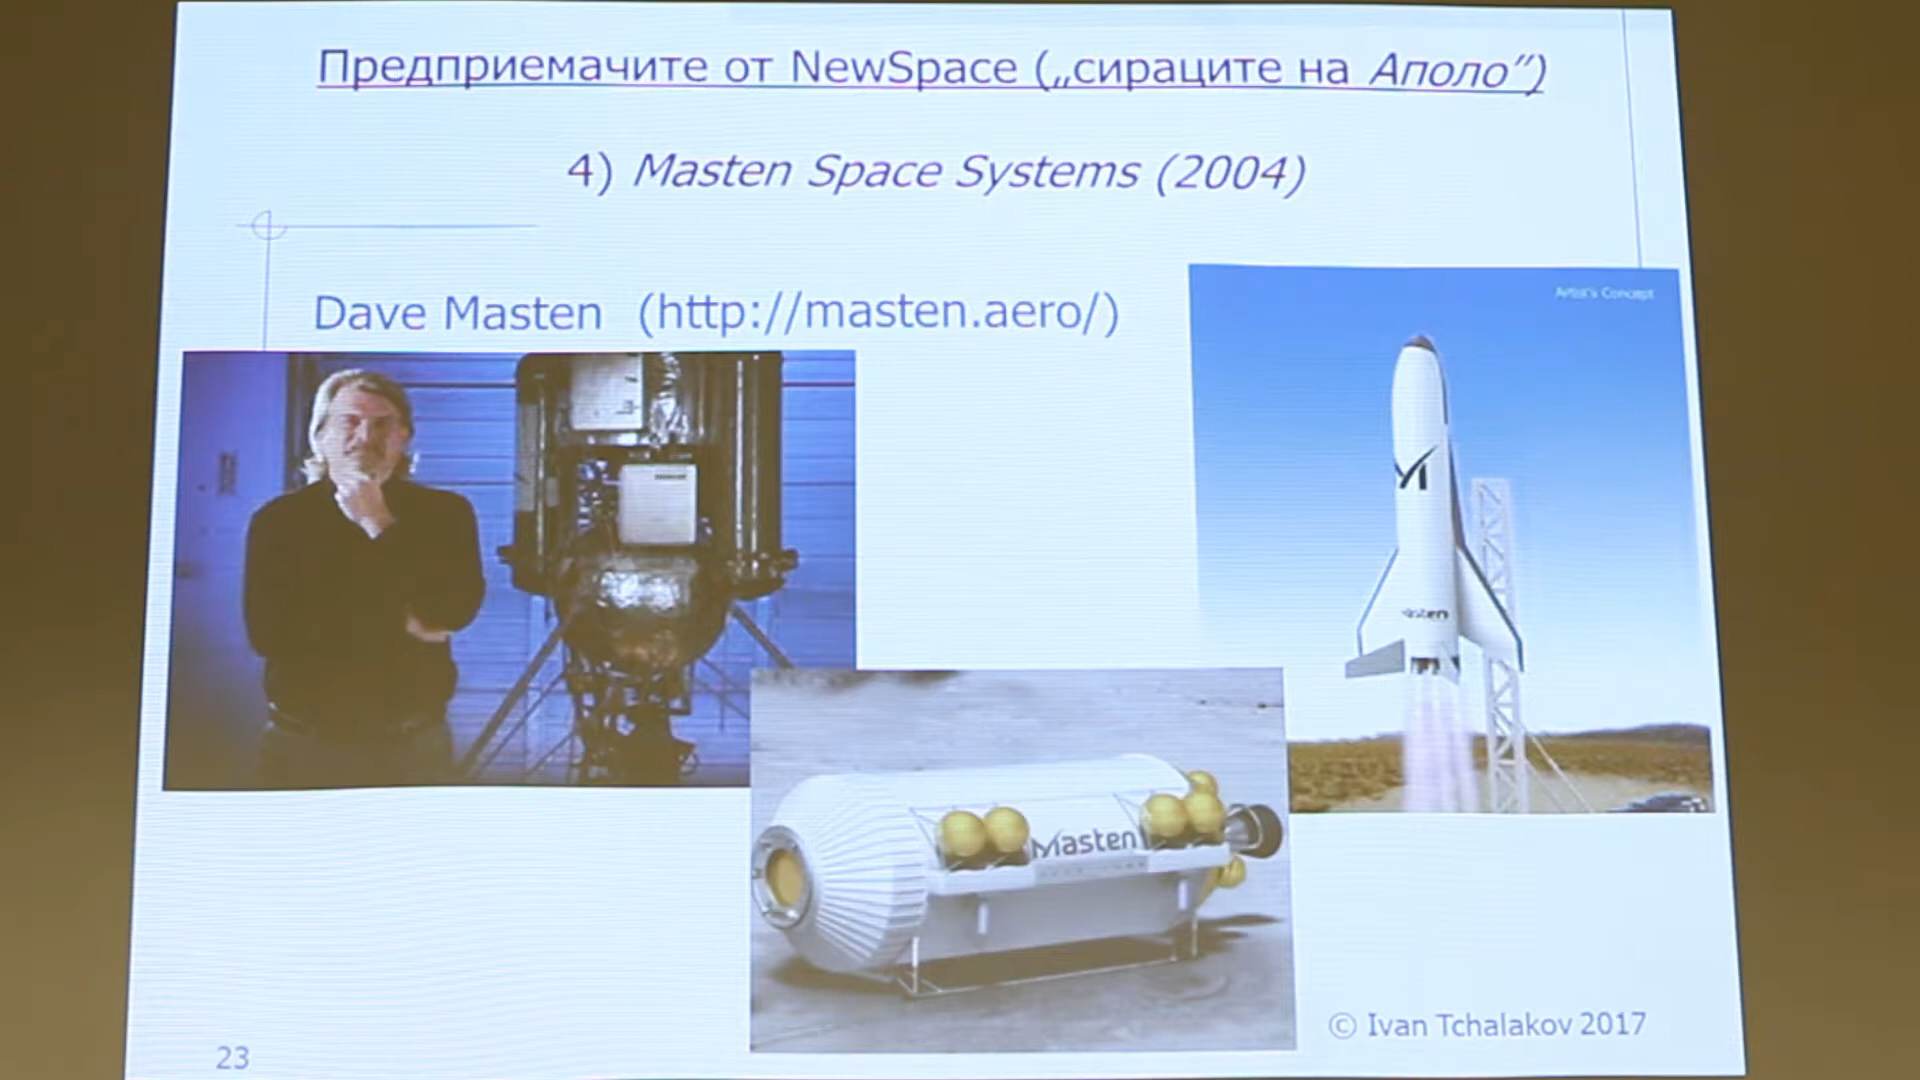 Предприемачите от NewSpace („сираците на Аполо”)
4) Masten Space Systems (2004)
Dave Masten (http://masten.aero/)
Artist's Concept
Masten
Masten
© Ivan Tchalakov 2017
23